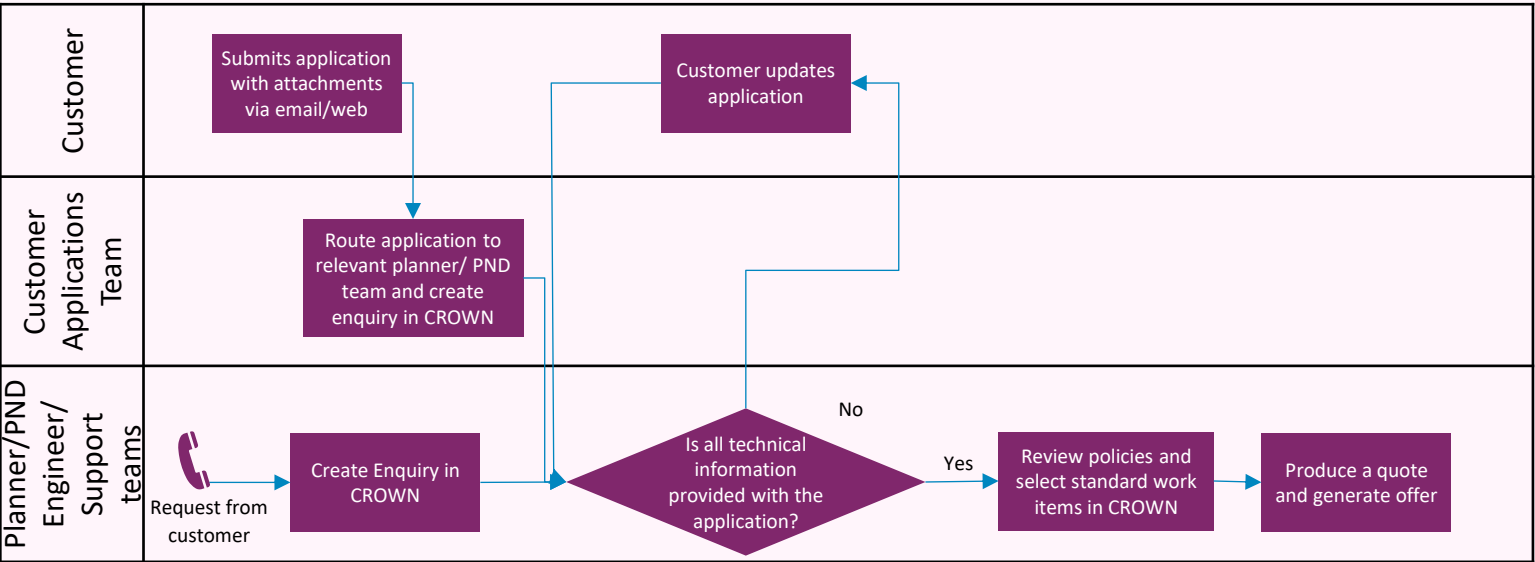 Customer
Submits application
with attachments
via email/web
Customer updates
application
Customer
Applications
Team
Route application to
relevant planner/ PND
team and create
enquiry in CROWN
Planner/PND
Engineer/
Support
teams
Request from
customer
Create Enquiry in
CROWN
Is all technical
information
provided with the
application?
No
Yes
Review policies and
select standard work
items in CROWN
Produce a quote
and generate offer